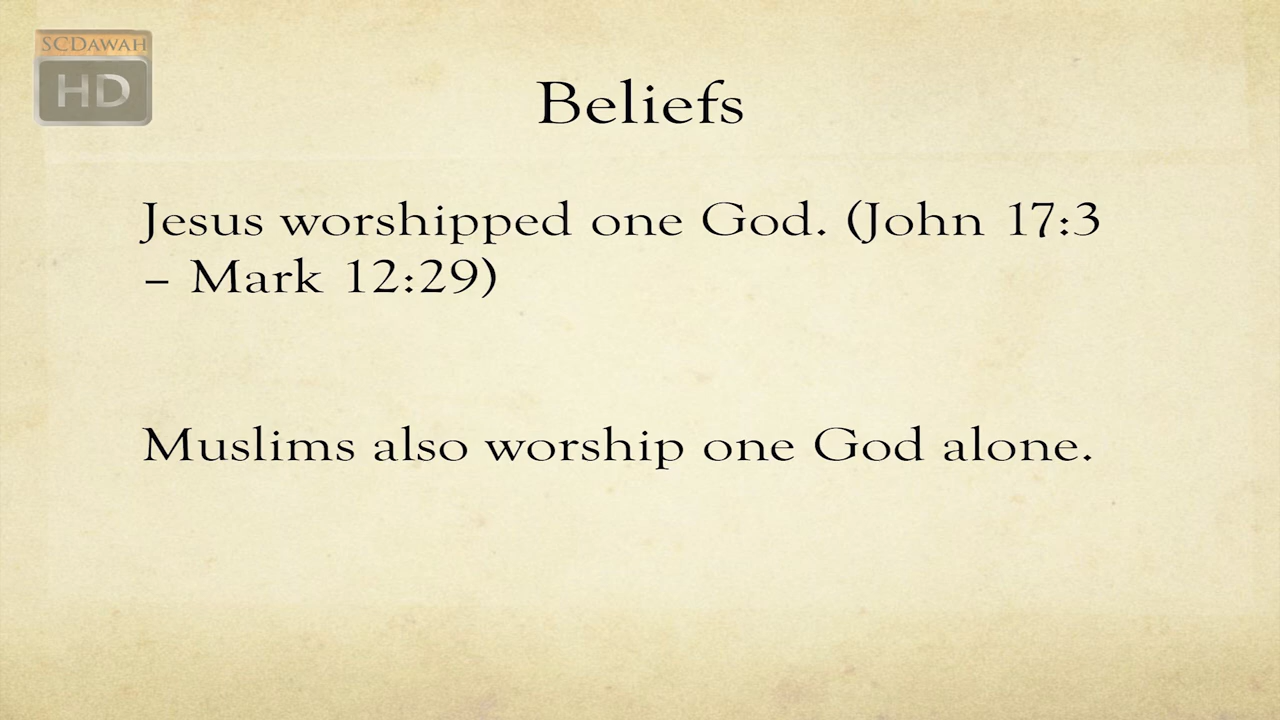 SCDAWAH
HD
Beliefs
Jesus worshipped one God. (John 17:3
– Mark 12:29)
Muslims also worship one God alone.